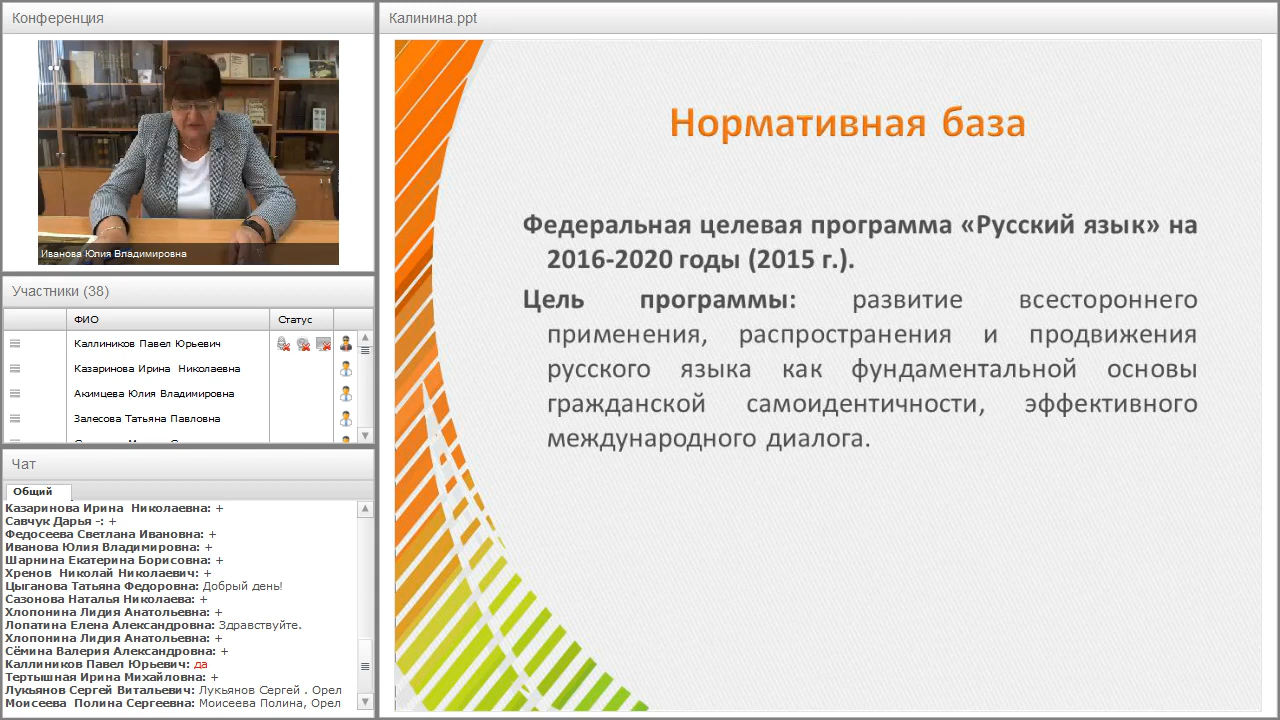 Конференция
Иванова Юлия Владимировна
Участники (38)
ФИО Статус
Каллиников Павел Юрьевич
Казаринова Ирина Николаевна
Акимцева Юлия Владимировна
Залесова Татьяна Павловна
Чат
Общий
Казаринова Ирина Николаевна: +
Савчук Дарья -: +
Федосеева Светлана Ивановна: +
Иванова Юлия Владимировна: +
Шарнина Екатерина Борисовна: +
Хренов Николай Николаевич: +
Цыганова Татьяна Федоровна: Добрый день!
Сазонова Наталья Николаева: +
Хлопонина Лидия Анатольевна: +
Лопатина Елена Александровна: Здравствуйте.
Хлопонина Лидия Анатольевна: +
Сёмина Валерия Александровна: +
Каллиников Павел Юрьевич: да
Тертышная Ирина Михайловна: +
Лукьянов Сергей Витальевич: Лукьянов Сергей . Орел
Моисеева Полина Сергеевна: Моисеева Полина, Орел
Калинина.ppt
Нормативная база
Федеральная целевая программа «Русский язык» на
2016-2020 годы (2015 г.).
Цель программы: развитие всестороннего
применения, распространения и продвижения
русского языка как фундаментальной основы
гражданской самоидентичности, эффективного
международного диалога.